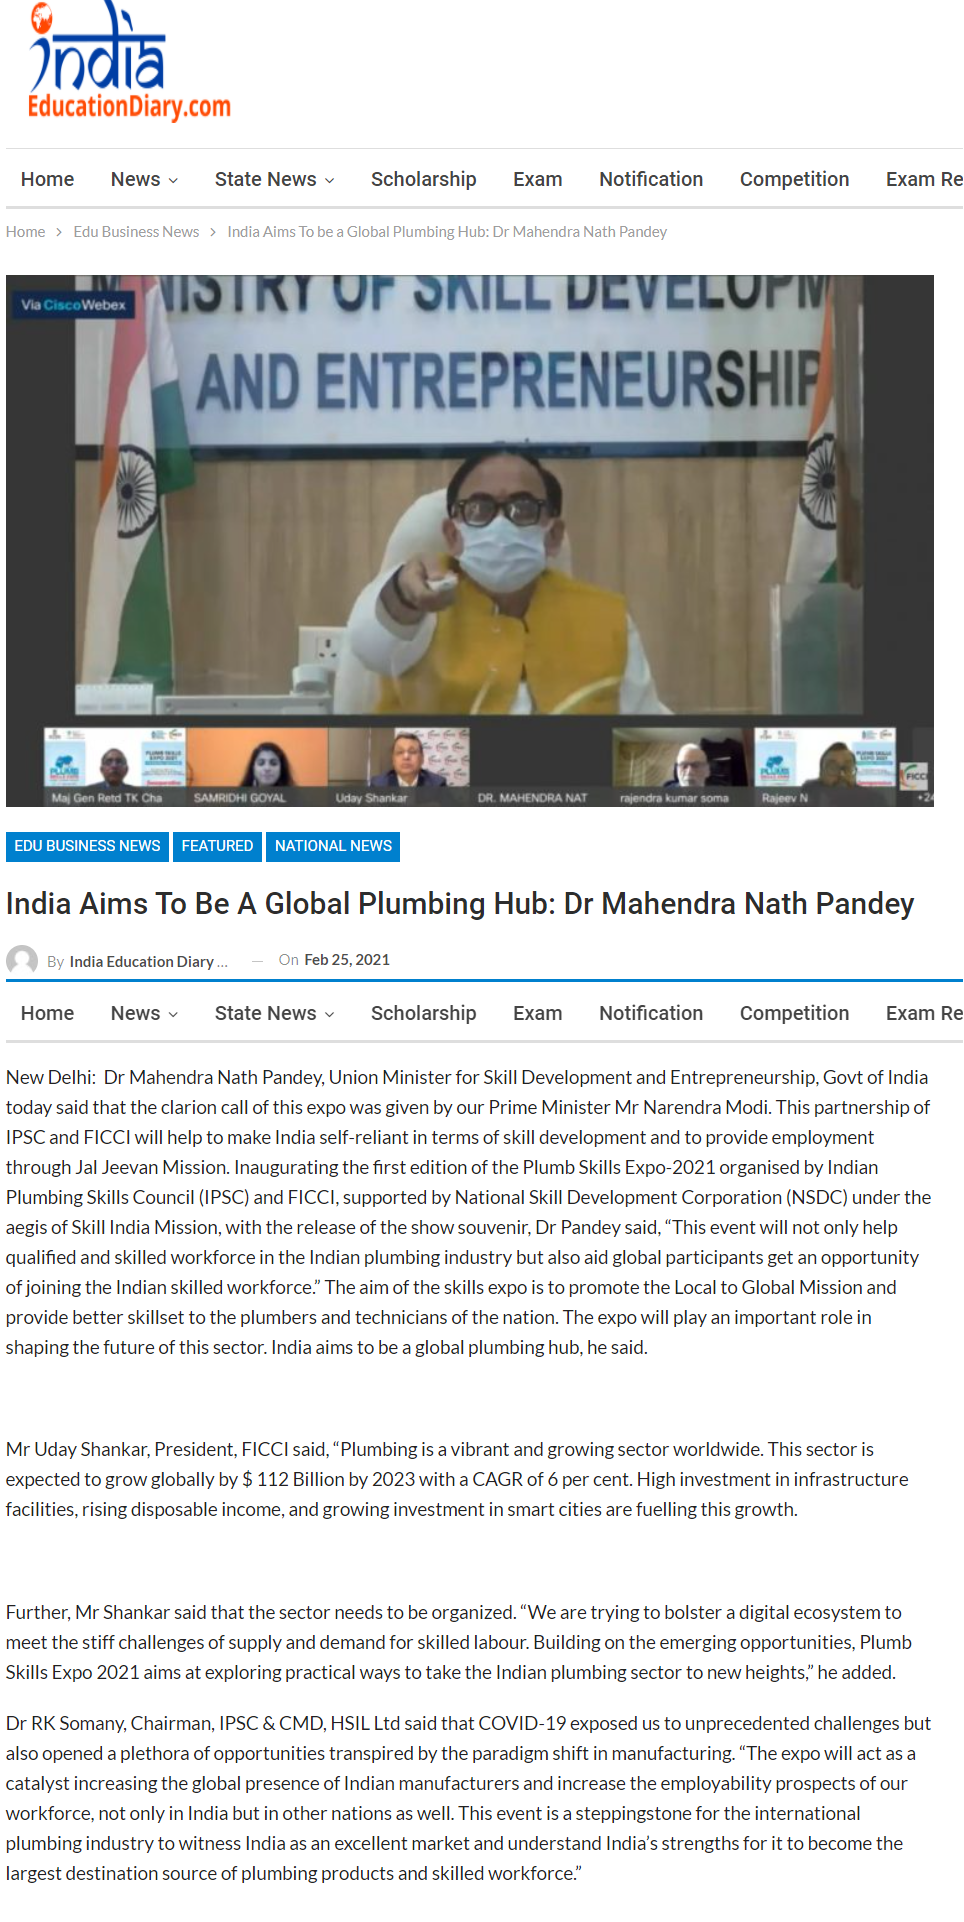 india
EducationDiary.com
Home News State News Scholarship Exam Notification Competition Exam Re
Home > Edu Business News > India Aims To be a Global Plumbing Hub: Dr Mahendra Nath Pandey
Via CiscoWebex
MINISTRY OF SKILL DEVELOPM
AND ENTREPRENEURSHIP
PLUMB SKILLS
EXPO 2021
PLUMB
FICCI
Maj Gen Retd TK Cha SAMRIDHI GOYAL Uday Shankar DR. MAHENDRA NAT rajendra kumar soma Rajeev N +24
EDU BUSINESS NEWS FEATURED NATIONAL NEWS
India Aims To Be A Global Plumbing Hub: Dr Mahendra Nath Pandey
By India Education Diary ... — On Feb 25, 2021
Home News State News Scholarship Exam Notification Competition Exam Re
New Delhi: Dr Mahendra Nath Pandey, Union Minister for Skill Development and Entrepreneurship, Govt of India
today said that the clarion call of this expo was given by our Prime Minister Mr Narendra Modi. This partnership of
IPSC and FICCI will help to make India self-reliant in terms of skill development and to provide employment
through Jal Jeevan Mission. Inaugurating the first edition of the Plumb Skills Expo-2021 organised by Indian
Plumbing Skills Council (IPSC) and FICCI, supported by National Skill Development Corporation (NSDC) under the
aegis of Skill India Mission, with the release of the show souvenir, Dr Pandey said, “This event will not only help
qualified and skilled workforce in the Indian plumbing industry but also aid global participants get an opportunity
of joining the Indian skilled workforce.” The aim of the skills expo is to promote the Local to Global Mission and
provide better skillset to the plumbers and technicians of the nation. The expo will play an important role in
shaping the future of this sector. India aims to be a global plumbing hub, he said.
Mr Uday Shankar, President, FICCI said, “Plumbing is a vibrant and growing sector worldwide. This sector is
expected to grow globally by $ 112 Billion by 2023 with a CAGR of 6 per cent. High investment in infrastructure
facilities, rising disposable income, and growing investment in smart cities are fuelling this growth.
Further, Mr Shankar said that the sector needs to be organized. “We are trying to bolster a digital ecosystem to
meet the stiff challenges of supply and demand for skilled labour. Building on the emerging opportunities, Plumb
Skills Expo 2021 aims at exploring practical ways to take the Indian plumbing sector to new heights,” he added.
Dr RK Somany, Chairman, IPSC & CMD, HSIL Ltd said that COVID-19 exposed us to unprecedented challenges but
also opened a plethora of opportunities transpired by the paradigm shift in manufacturing. “The expo will act as a
catalyst increasing the global presence of Indian manufacturers and increase the employability prospects of our
workforce, not only in India but in other nations as well. This event is a steppingstone for the international
plumbing industry to witness India as an excellent market and understand India’s strengths for it to become the
largest destination source of plumbing products and skilled workforce.”